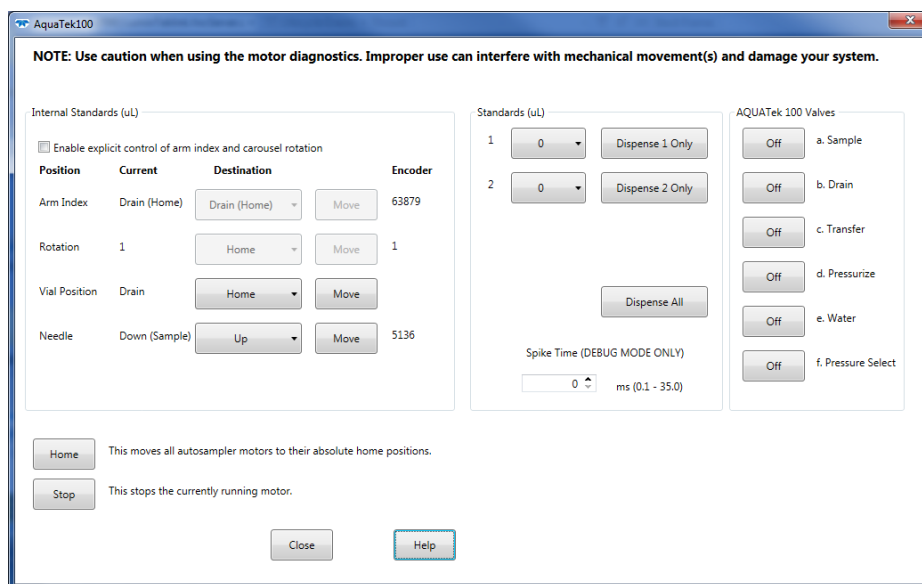 AquaTek100
NOTE: Use caution when using the motor diagnostics. Improper use can interfere with mechanical movement(s) and damage your system.
Internal Standards (uL)
Enable explicit control of arm index and carousel rotation
Position Current Destination Encoder
Arm Index Drain (Home) Drain (Home) Move 63879
Rotation 1 Home Move 1
Vial Position Drain Home Move
Needle Down (Sample) Up Move 5136
Standards (uL)
1 0 Dispense 1 Only
2 0 Dispense 2 Only
Dispense All
Spike Time (DEBUG MODE ONLY)
0 ms (0.1 - 35.0)
AQUATek 100 Valves
Off a. Sample
Off b. Drain
Off c. Transfer
Off d. Pressurize
Off e. Water
Off f. Pressure Select
Home This moves all autosampler motors to their absolute home positions.
Stop This stops the currently running motor.
Close Help